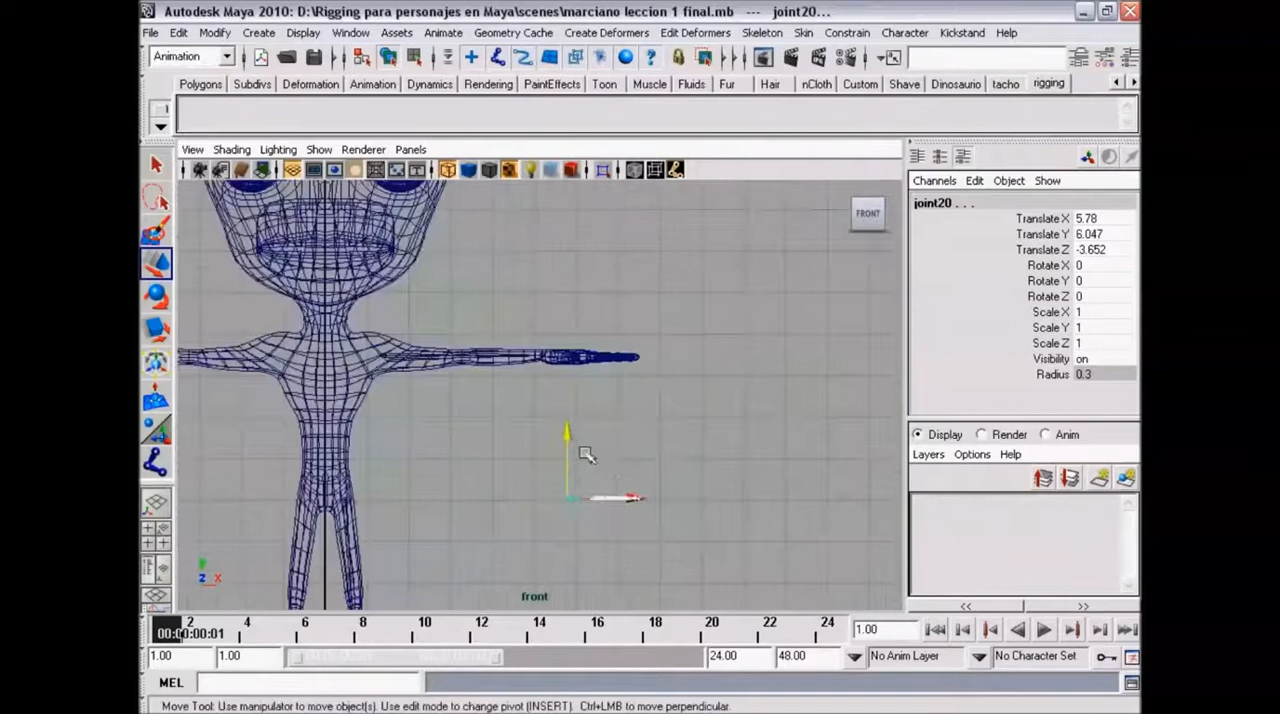 Autodesk Maya 2010: D:\Rigging para personajes en Maya\scenes\marciano leccion 1 final.mb --- joint20...
File Edit Modify Create Display Window Assets Animate Geometry Cache Create Deformers Edit Deformers Skeleton Skin Constrain Character Kickstand Help
Animation
Polygons Subdivs Deformation Animation Dynamics Rendering PaintEffects Toon Muscle Fluids Fur Hair nCloth Custom Shave Dinosaurio tacho rigging
View Shading Lighting Show Renderer Panels
FRONT
Channels Edit Object Show
joint20 . . .
Translate X 5.78
Translate Y 6.047
Translate Z -3.652
Rotate X 0
Rotate Y 0
Rotate Z 0
Scale X 1
Scale Y 1
Scale Z 1
Visibility on
Radius 0.3
Display Render Anim
Layers Options Help
Y
Z X
front
<< >>
2 4 6 8 10 12 14 16 18 20 22 24
00:00:00:01
1.00
1.00 1.00 24.00 48.00 No Anim Layer No Character Set
MEL
Move Tool: Use manipulator to move object(s). Use edit mode to change pivot (INSERT). Ctrl+LMB to move perpendicular.